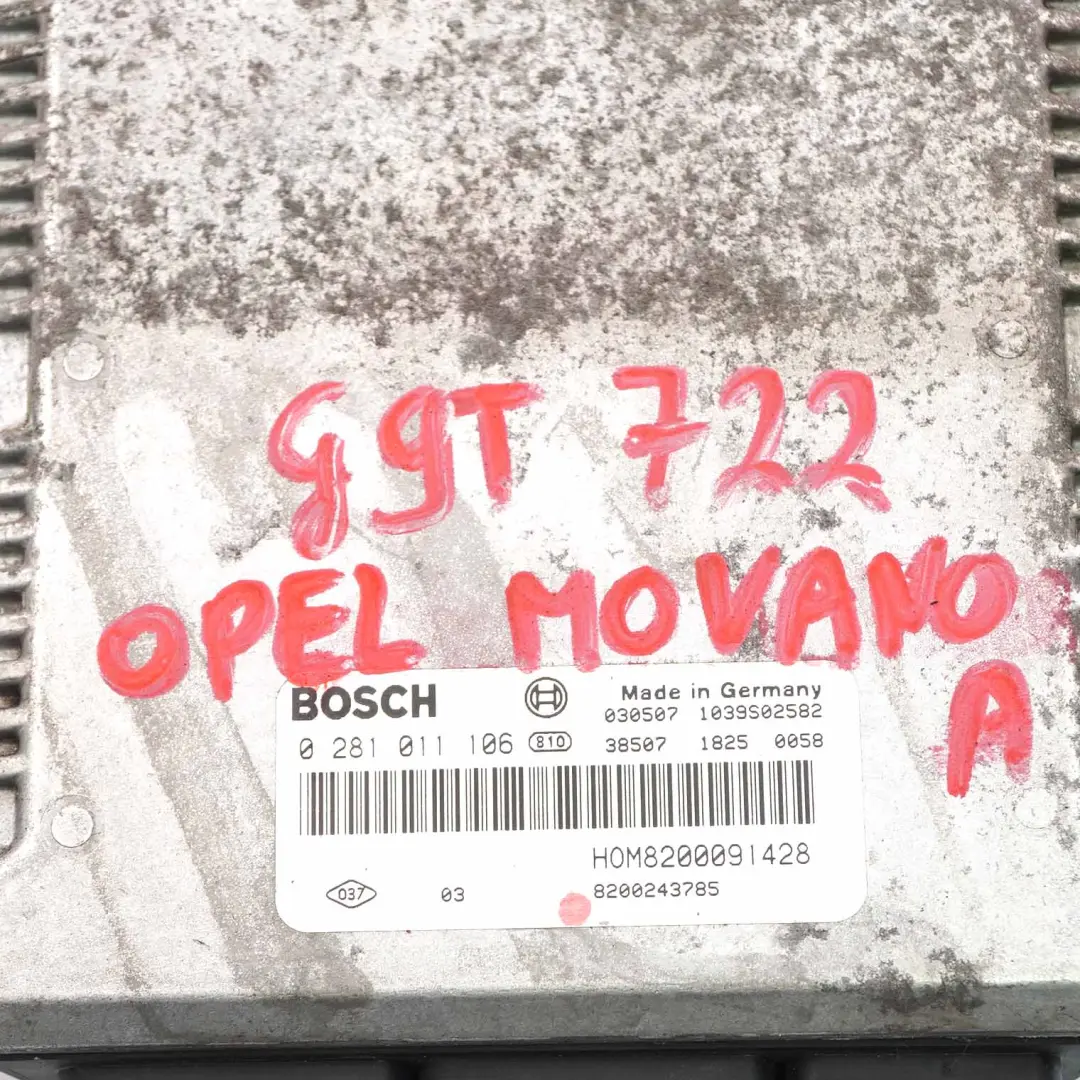 G9T 722
OPEL MOVANO
A
BOSCH Made in Germany
030507 1039S02582
0 281 011 106 810 38507 1825 0058
HOM8200091428
037 03 8200243785